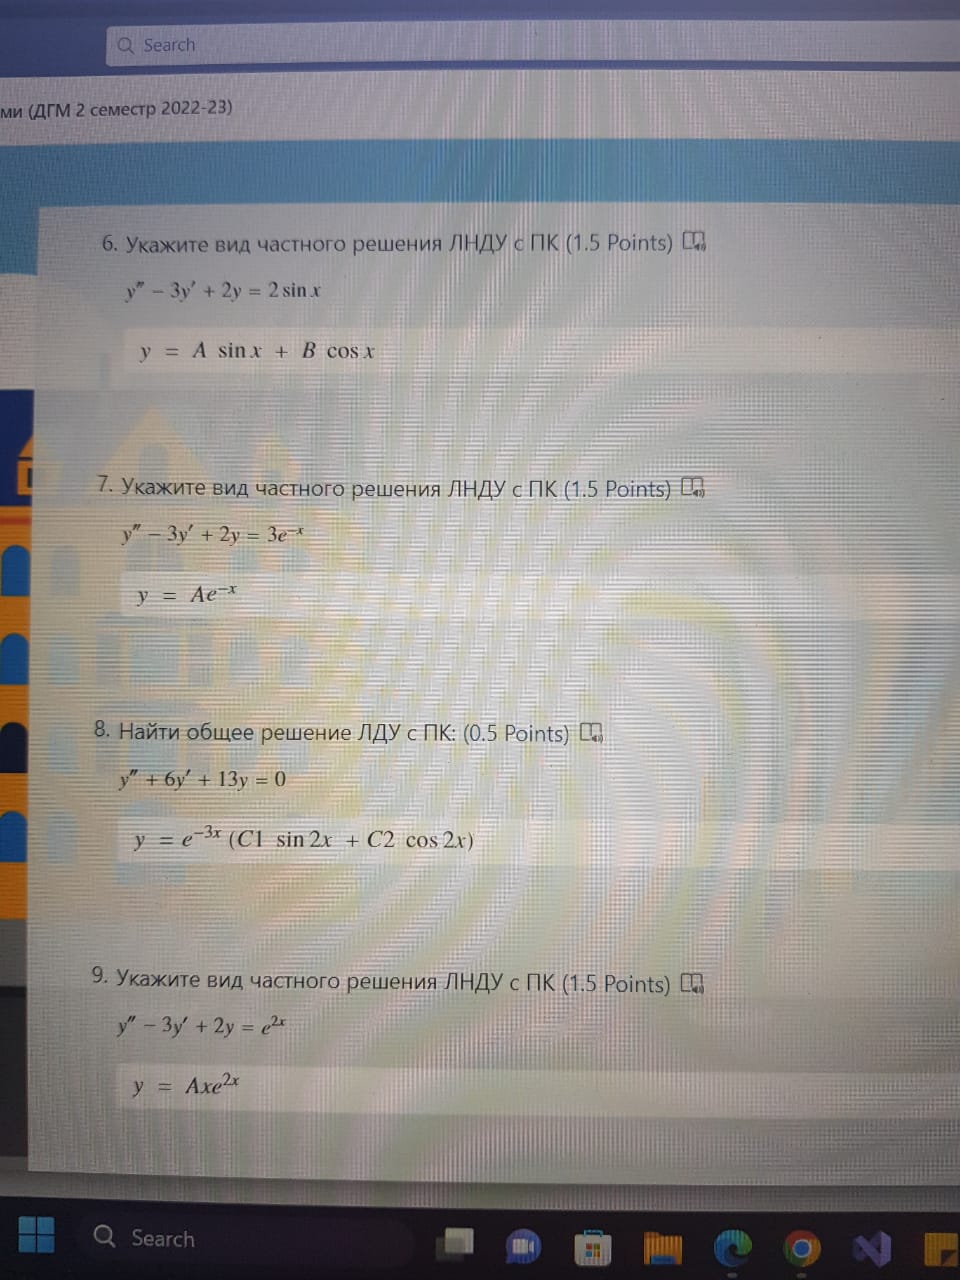 Search
ми (ДГМ 2 семестр 2022-23)
6. Укажите вид частного решения ЛНДУ с ПК (1.5 Points)
y″ − 3y′ + 2y = 2 sin x
y = A sin x + B cos x
7. Укажите вид частного решения ЛНДУ с ПК (1.5 Points)
y″ − 3y′ + 2y = 3e⁻ˣ
y = Ae⁻ˣ
8. Найти общее решение ЛДУ с ПК: (0.5 Points)
y″ + 6y′ + 13y = 0
y = e⁻³ˣ (C1 sin 2x + C2 cos 2x)
9. Укажите вид частного решения ЛНДУ с ПК (1.5 Points)
y″ − 3y′ + 2y = e²ˣ
y = Axe²ˣ
Search